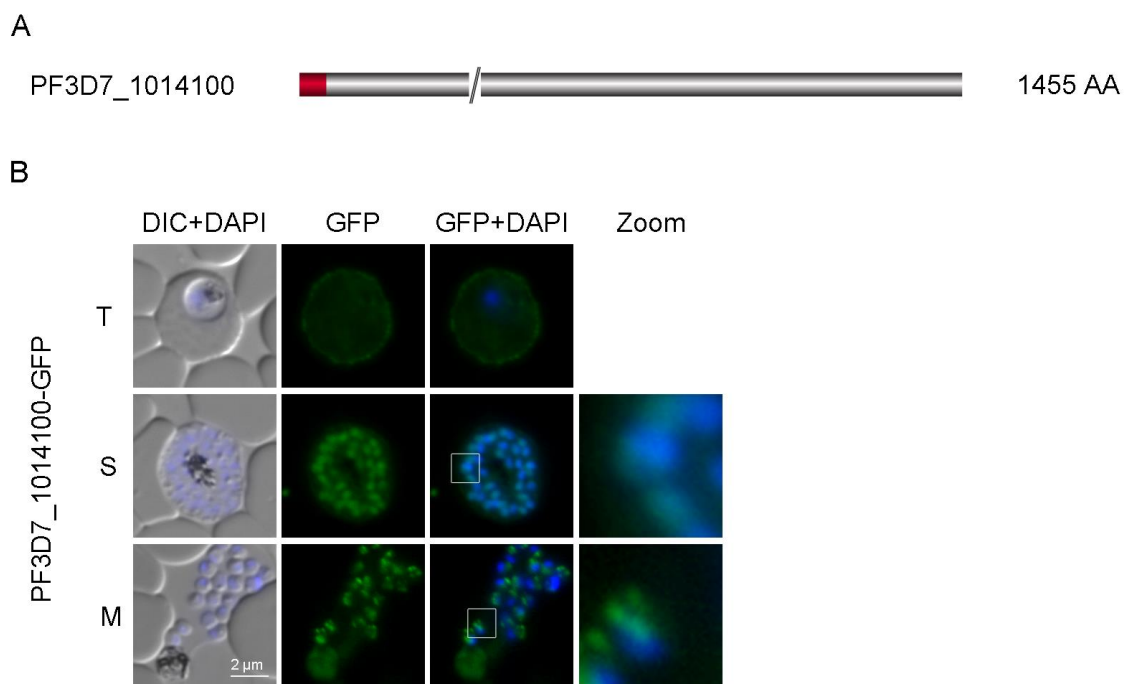 A
PF3D7_1014100
1455 AA
B
DIC+DAPI GFP GFP+DAPI Zoom
PF3D7_1014100-GFP
T
S
M
2 µm